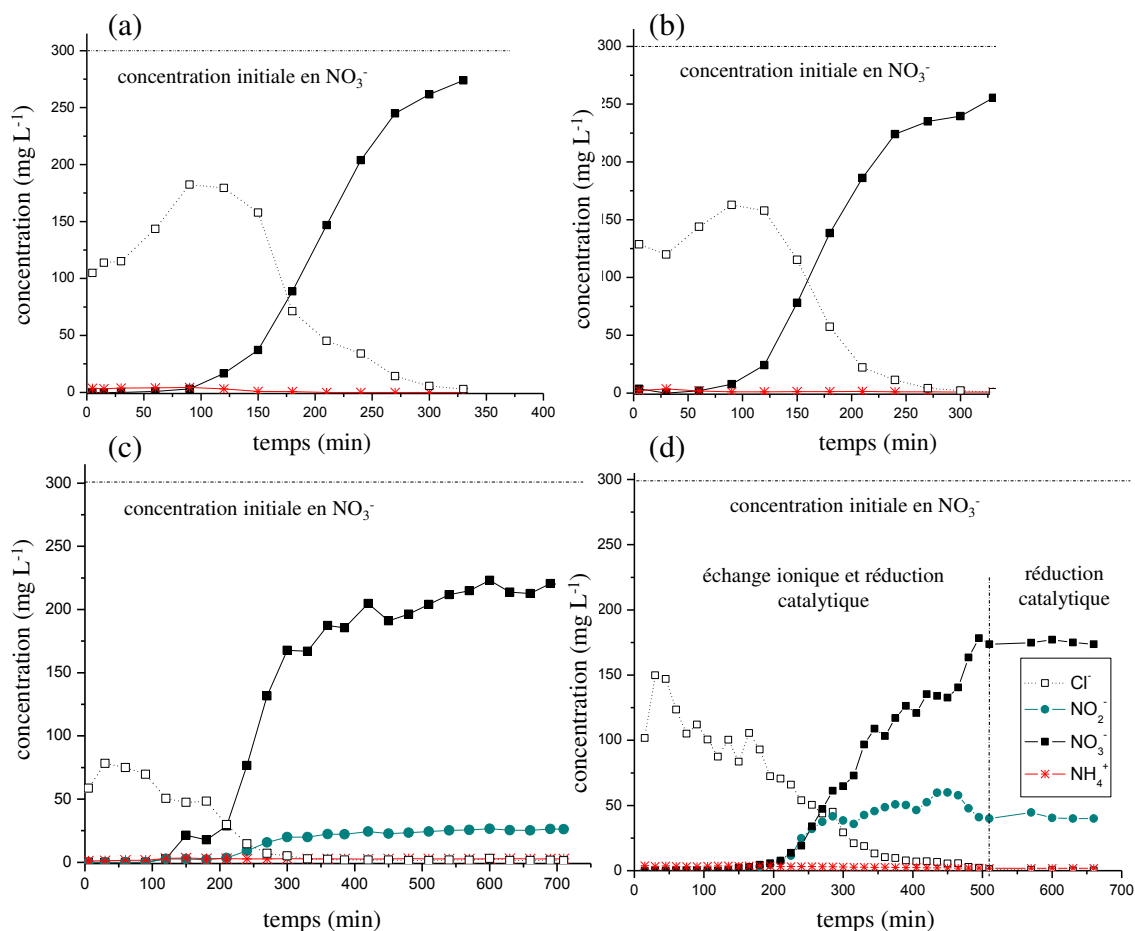 (a)
300
250
200
150
100
50
0
concentration (mg L⁻¹)
concentration initiale en NO₃⁻
0 50 100 150 200 250 300 350 400
temps (min)
(b)
300
250
200
150
100
50
0
concentration (mg L⁻¹)
concentration initiale en NO₃⁻
0 50 100 150 200 250 300
temps (min)
(c)
300
250
200
150
100
50
0
concentration (mg L⁻¹)
concentration initiale en NO₃⁻
0 100 200 300 400 500 600 700
temps (min)
(d)
300
250
200
150
100
50
0
concentration (mg L⁻¹)
concentration initiale en NO₃⁻
échange ionique et réduction
catalytique
réduction
catalytique
Cl⁻
NO₂⁻
NO₃⁻
NH₄⁺
0 100 200 300 400 500 600
temps (min)